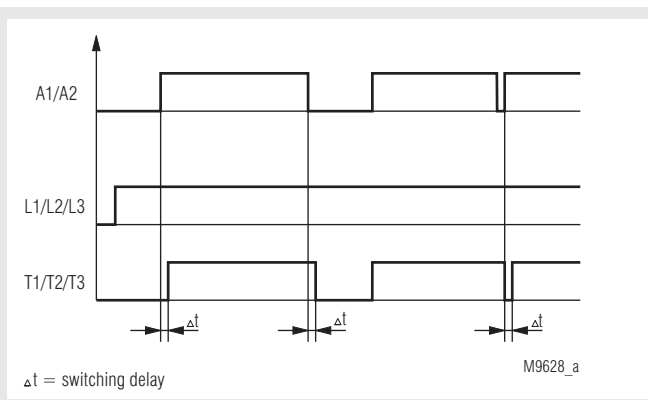 A1/A2
L1/L2/L3
T1/T2/T3
Δt
Δt
Δt
M9628_a
Δt = switching delay